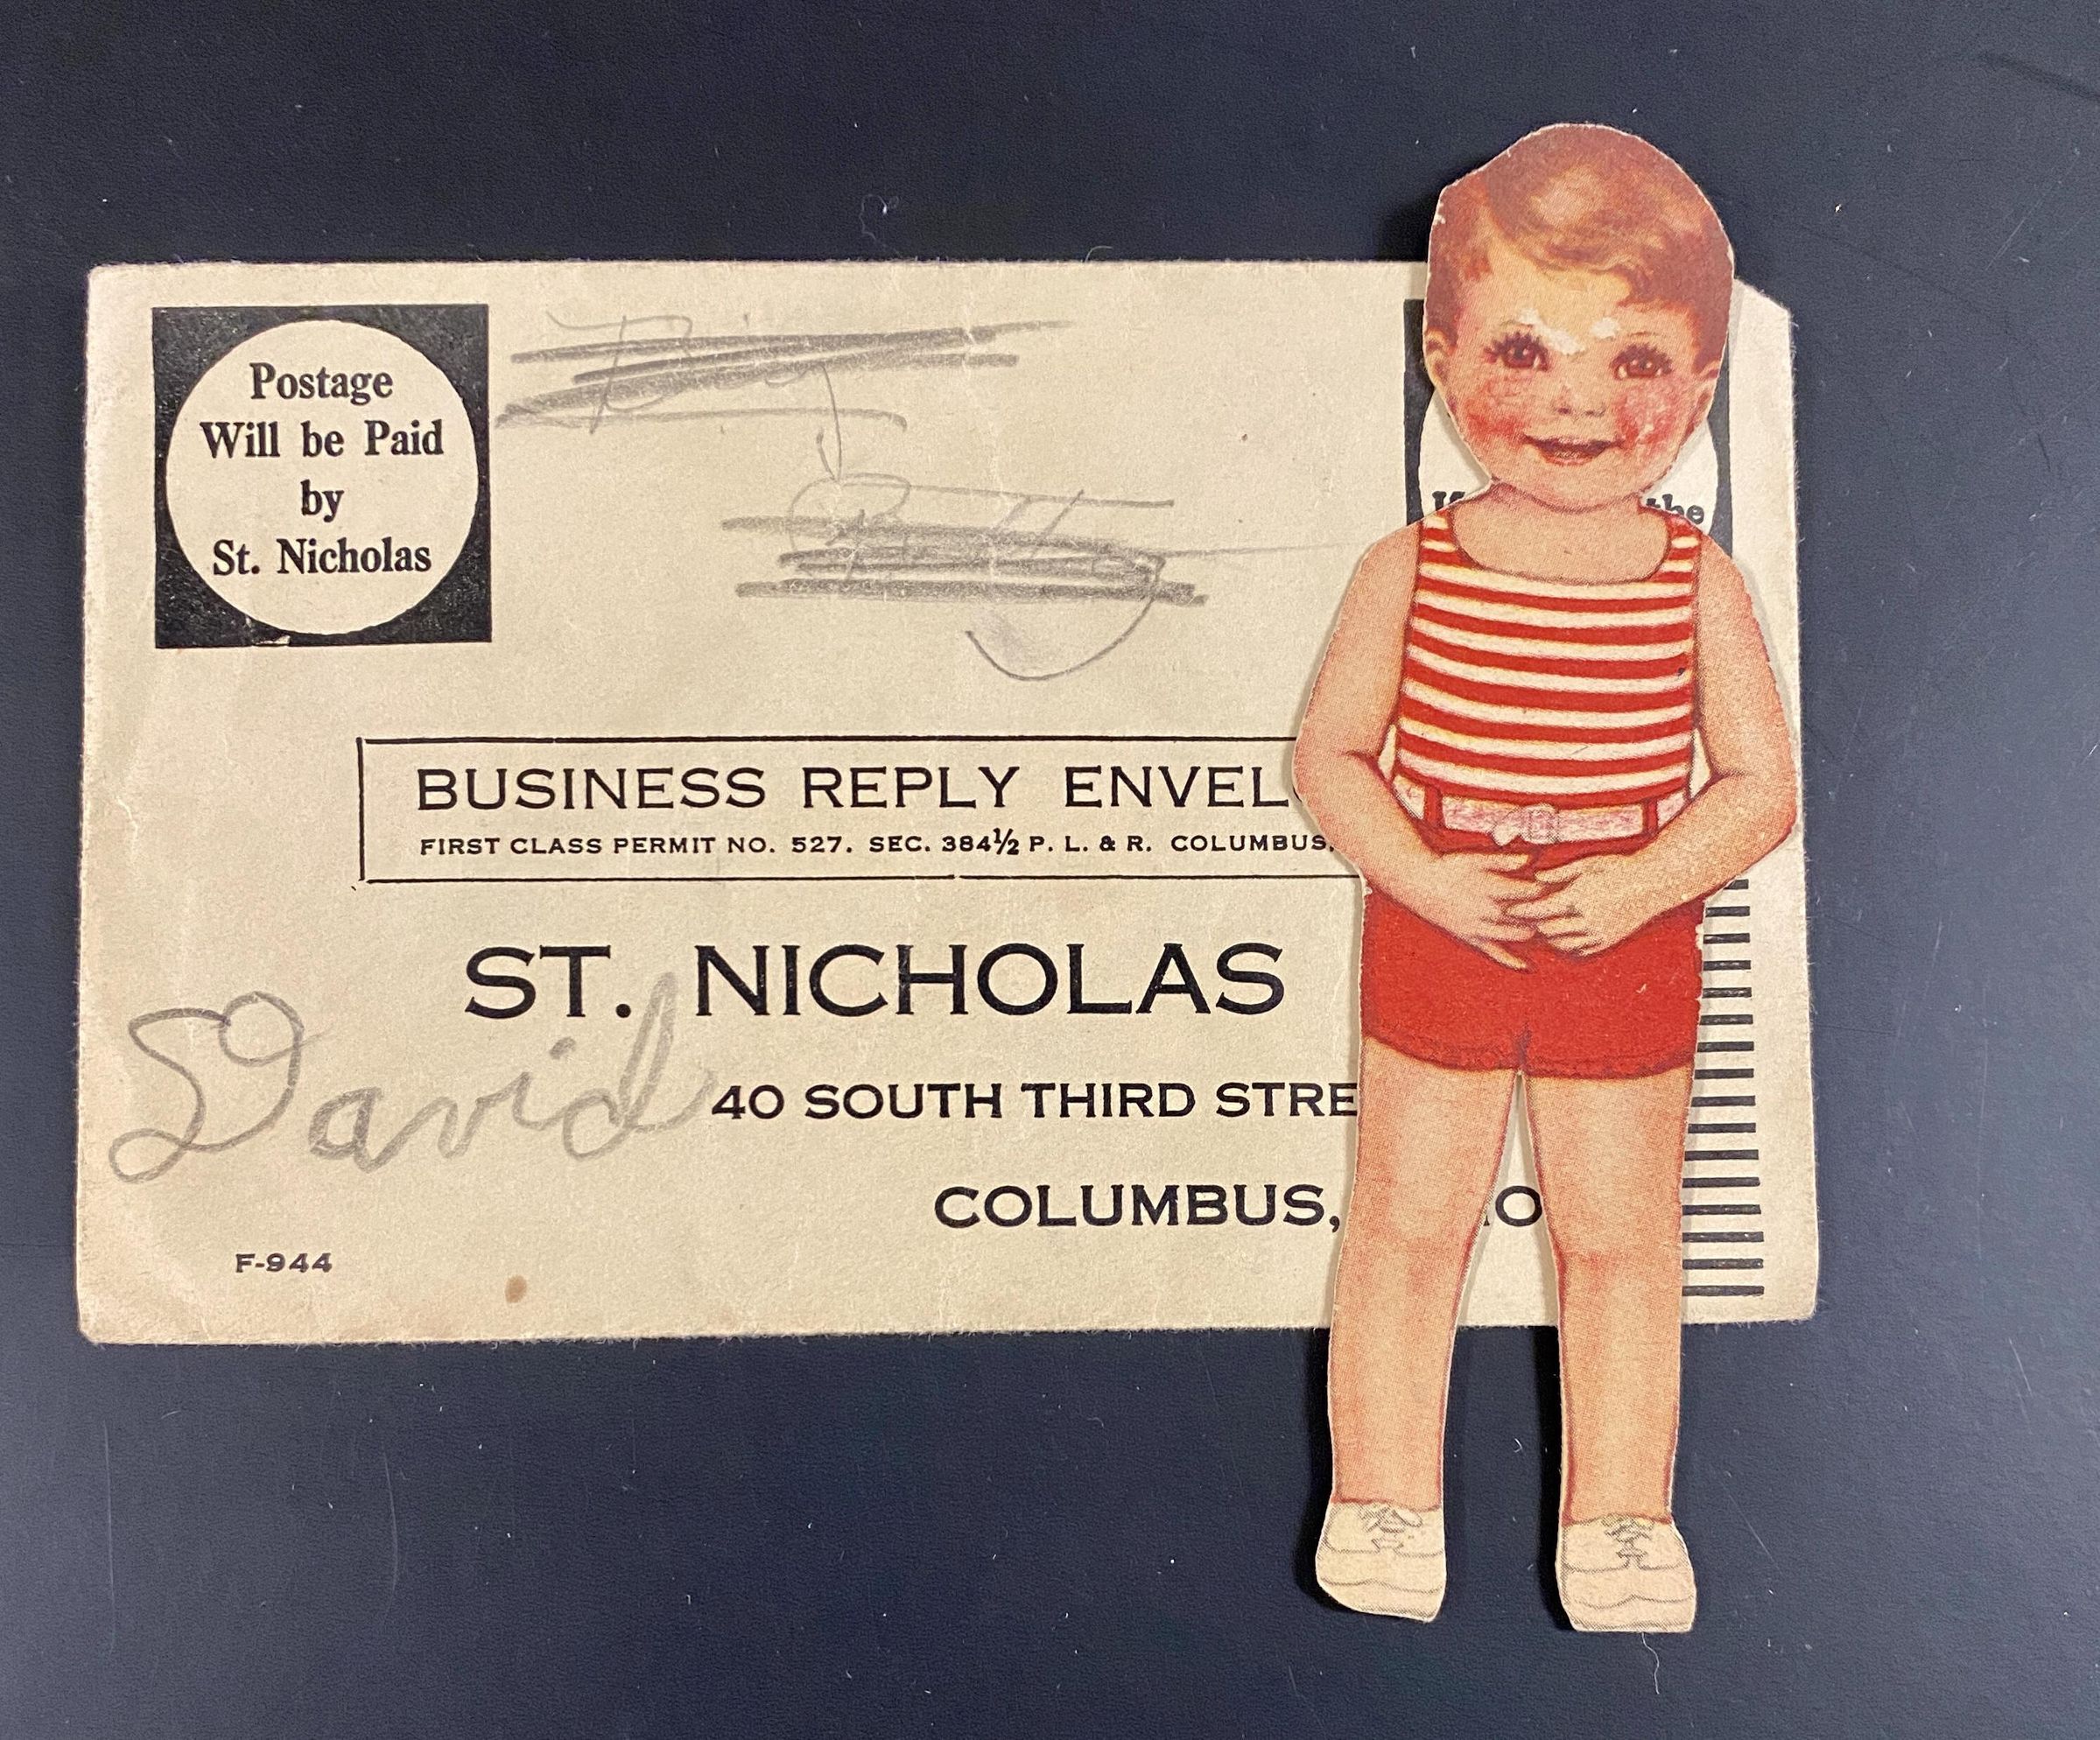 Postage
Will be Paid
by
St. Nicholas
the
BUSINESS REPLY ENVEL
FIRST CLASS PERMIT NO. 527. SEC. 384½ P. L. & R. COLUMBUS,
ST. NICHOLAS
David
40 SOUTH THIRD STRE
COLUMBUS,
F-944